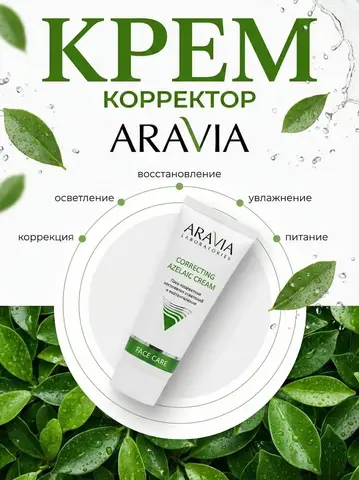 КРЕМ
КОРРЕКТОР
ARAVIA
восстановление
осветление
увлажнение
коррекция
питание
ARAVIA
LABORATORIES
CORRECTING
AZELAIC CREAM
FACE CARE